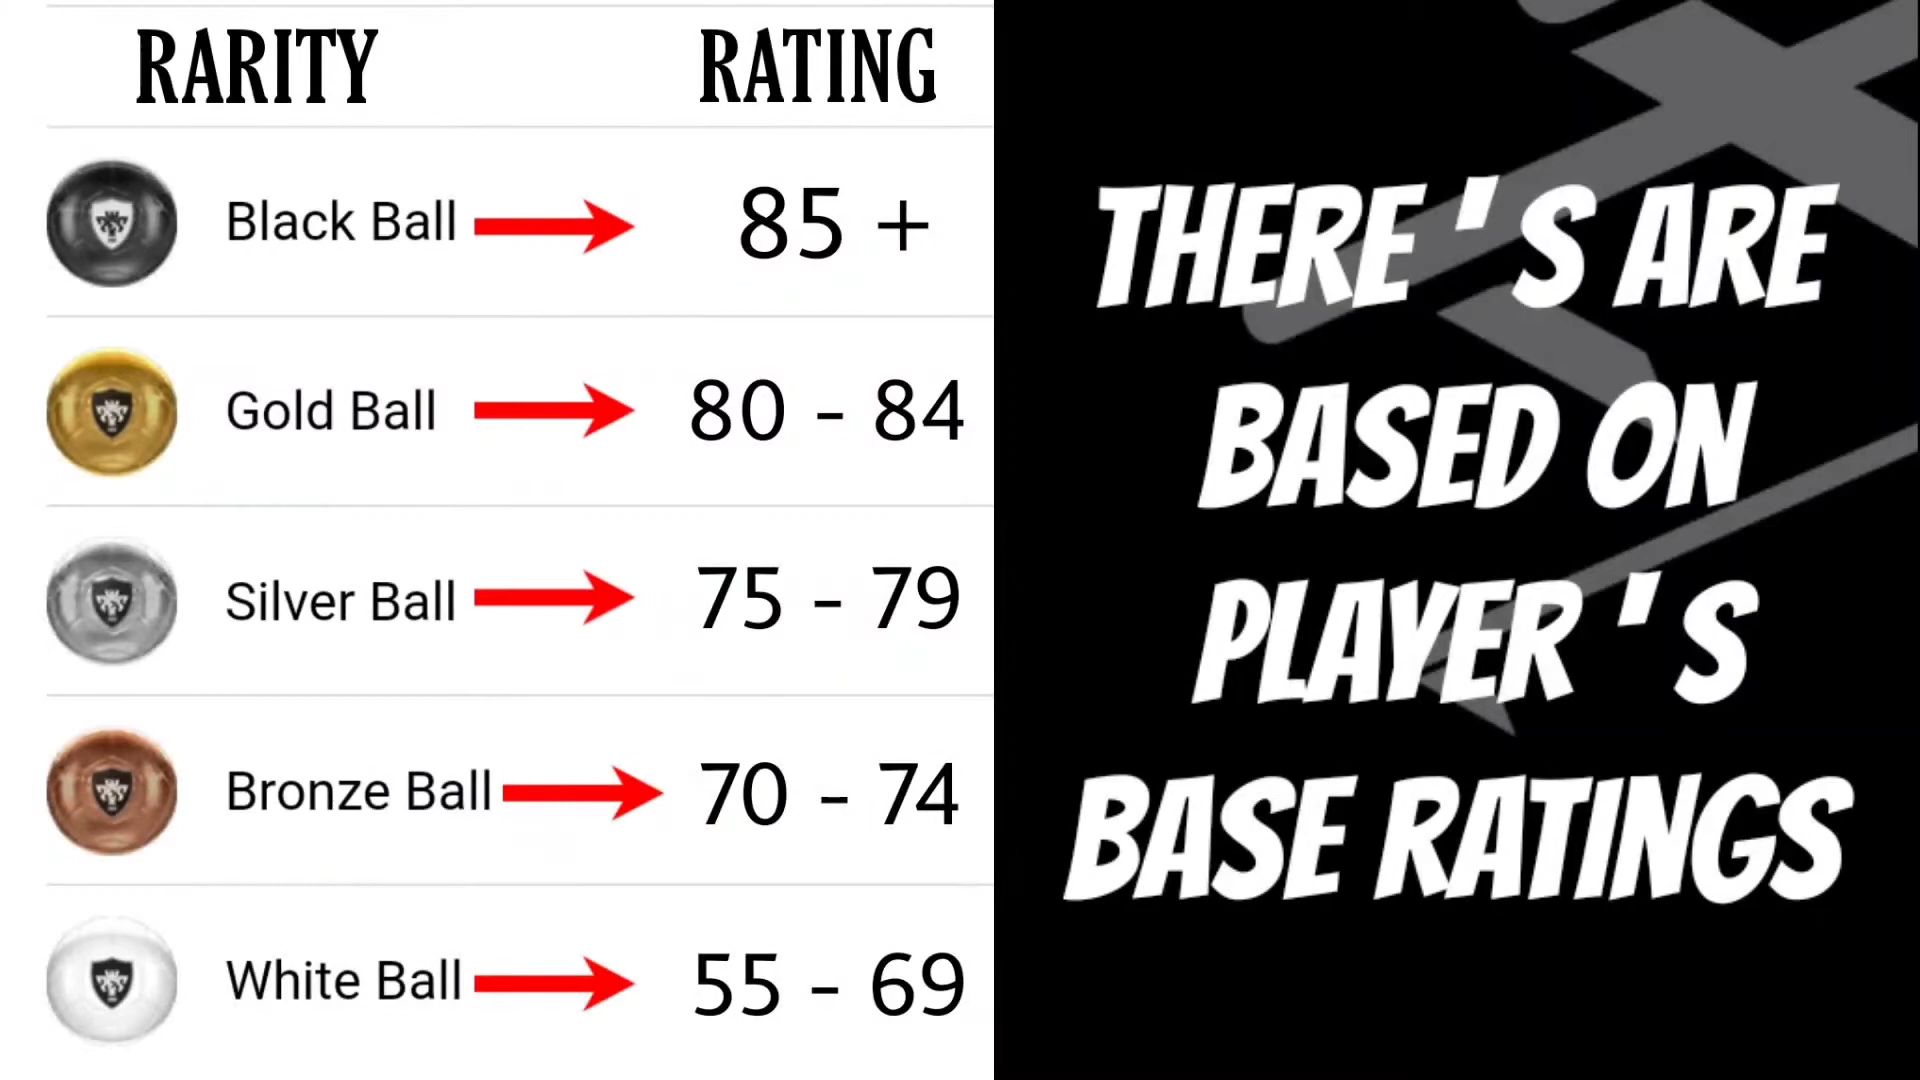 RARITY RATING
Black Ball 85 +
Gold Ball 80 - 84
Silver Ball 75 - 79
Bronze Ball 70 - 74
White Ball 55 - 69
THERE'S ARE
BASED ON
PLAYER'S
BASE RATINGS